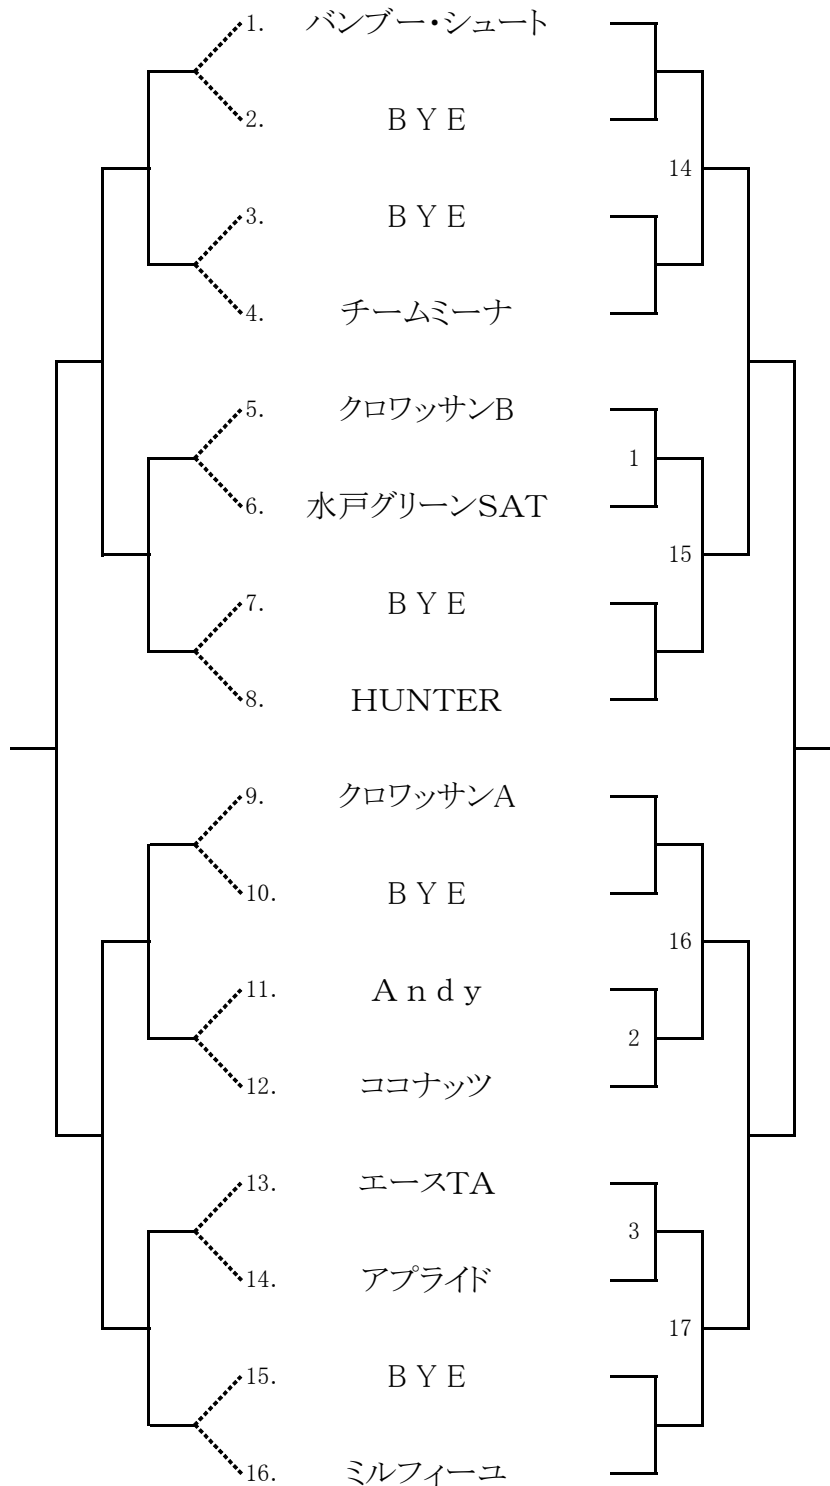 1. バンブー・シュート
2. BYE
14
3. BYE
4. チームミーナ
5. クロワッサンB
1
6. 水戸グリーンSAT
15
7. BYE
8. HUNTER
9. クロワッサンA
10. BYE
16
11. Andy
2
12. ココナッツ
13. エースTA
3
14. アプライド
17
15. BYE
16. ミルフィーユ